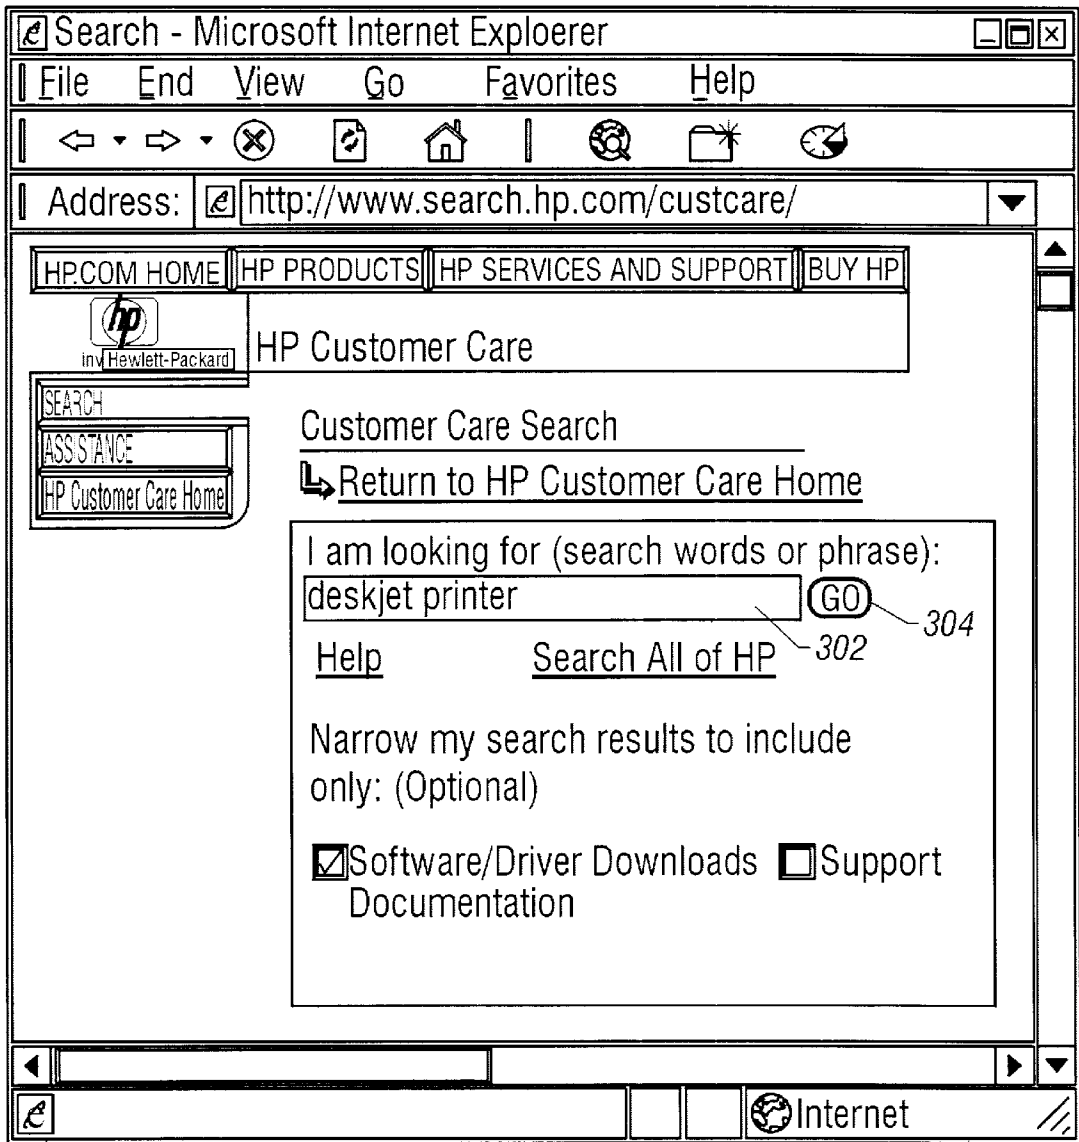 Search - Microsoft Internet Exploerer
File End View Go Favorites Help
Address: http://www.search.hp.com/custcare/
HP.COM HOME HP PRODUCTS HP SERVICES AND SUPPORT BUY HP
hp
inv Hewlett-Packard
HP Customer Care
SEARCH
ASSISTANCE
HP Customer Care Home
Customer Care Search
Return to HP Customer Care Home
I am looking for (search words or phrase):
deskjet printer GO
304
302
Help Search All of HP
Narrow my search results to include
only: (Optional)
Software/Driver Downloads Support
Documentation
Internet